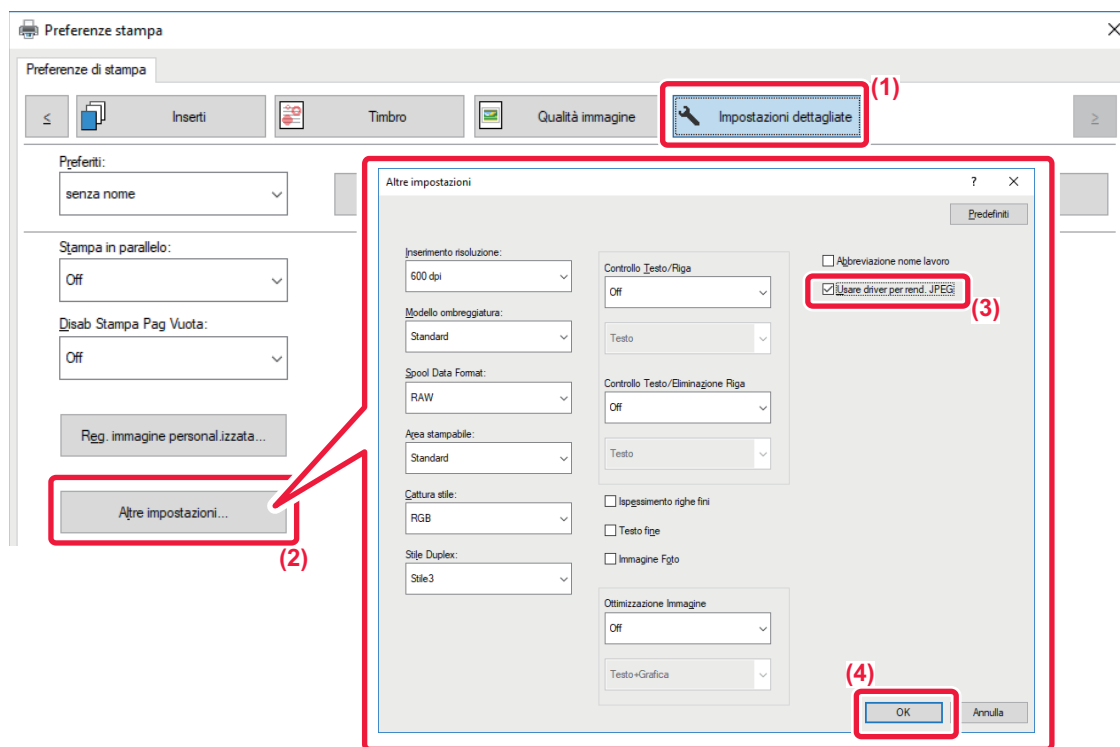 Preferenze stampa
Preferenze di stampa
(1)
<
Inserti
Timbro
Qualità immagine
Impostazioni dettagliate
>
Preferiti:
senza nome
Stampa in parallelo:
Off
Disab Stampa Pag Vuota:
Off
Reg. immagine personal.izzata...
Altre impostazioni...
(2)
Altre impostazioni
?
Predefiniti
Inserimento risoluzione:
600 dpi
Modello ombreggiatura:
Standard
Spool Data Format:
RAW
Area stampabile:
Standard
Cattura stile:
RGB
Stile Duplex:
Stile3
Controllo Testo/Riga
Off
Testo
Controllo Testo/Eliminazione Riga
Off
Testo
Ispessimento righe fini
Testo fine
Immagine Foto
Ottimizzazione Immagine
Off
Testo+Grafica
Abbreviazione nome lavoro
Usare driver per rend. JPEG
(3)
(4)
OK
Annulla